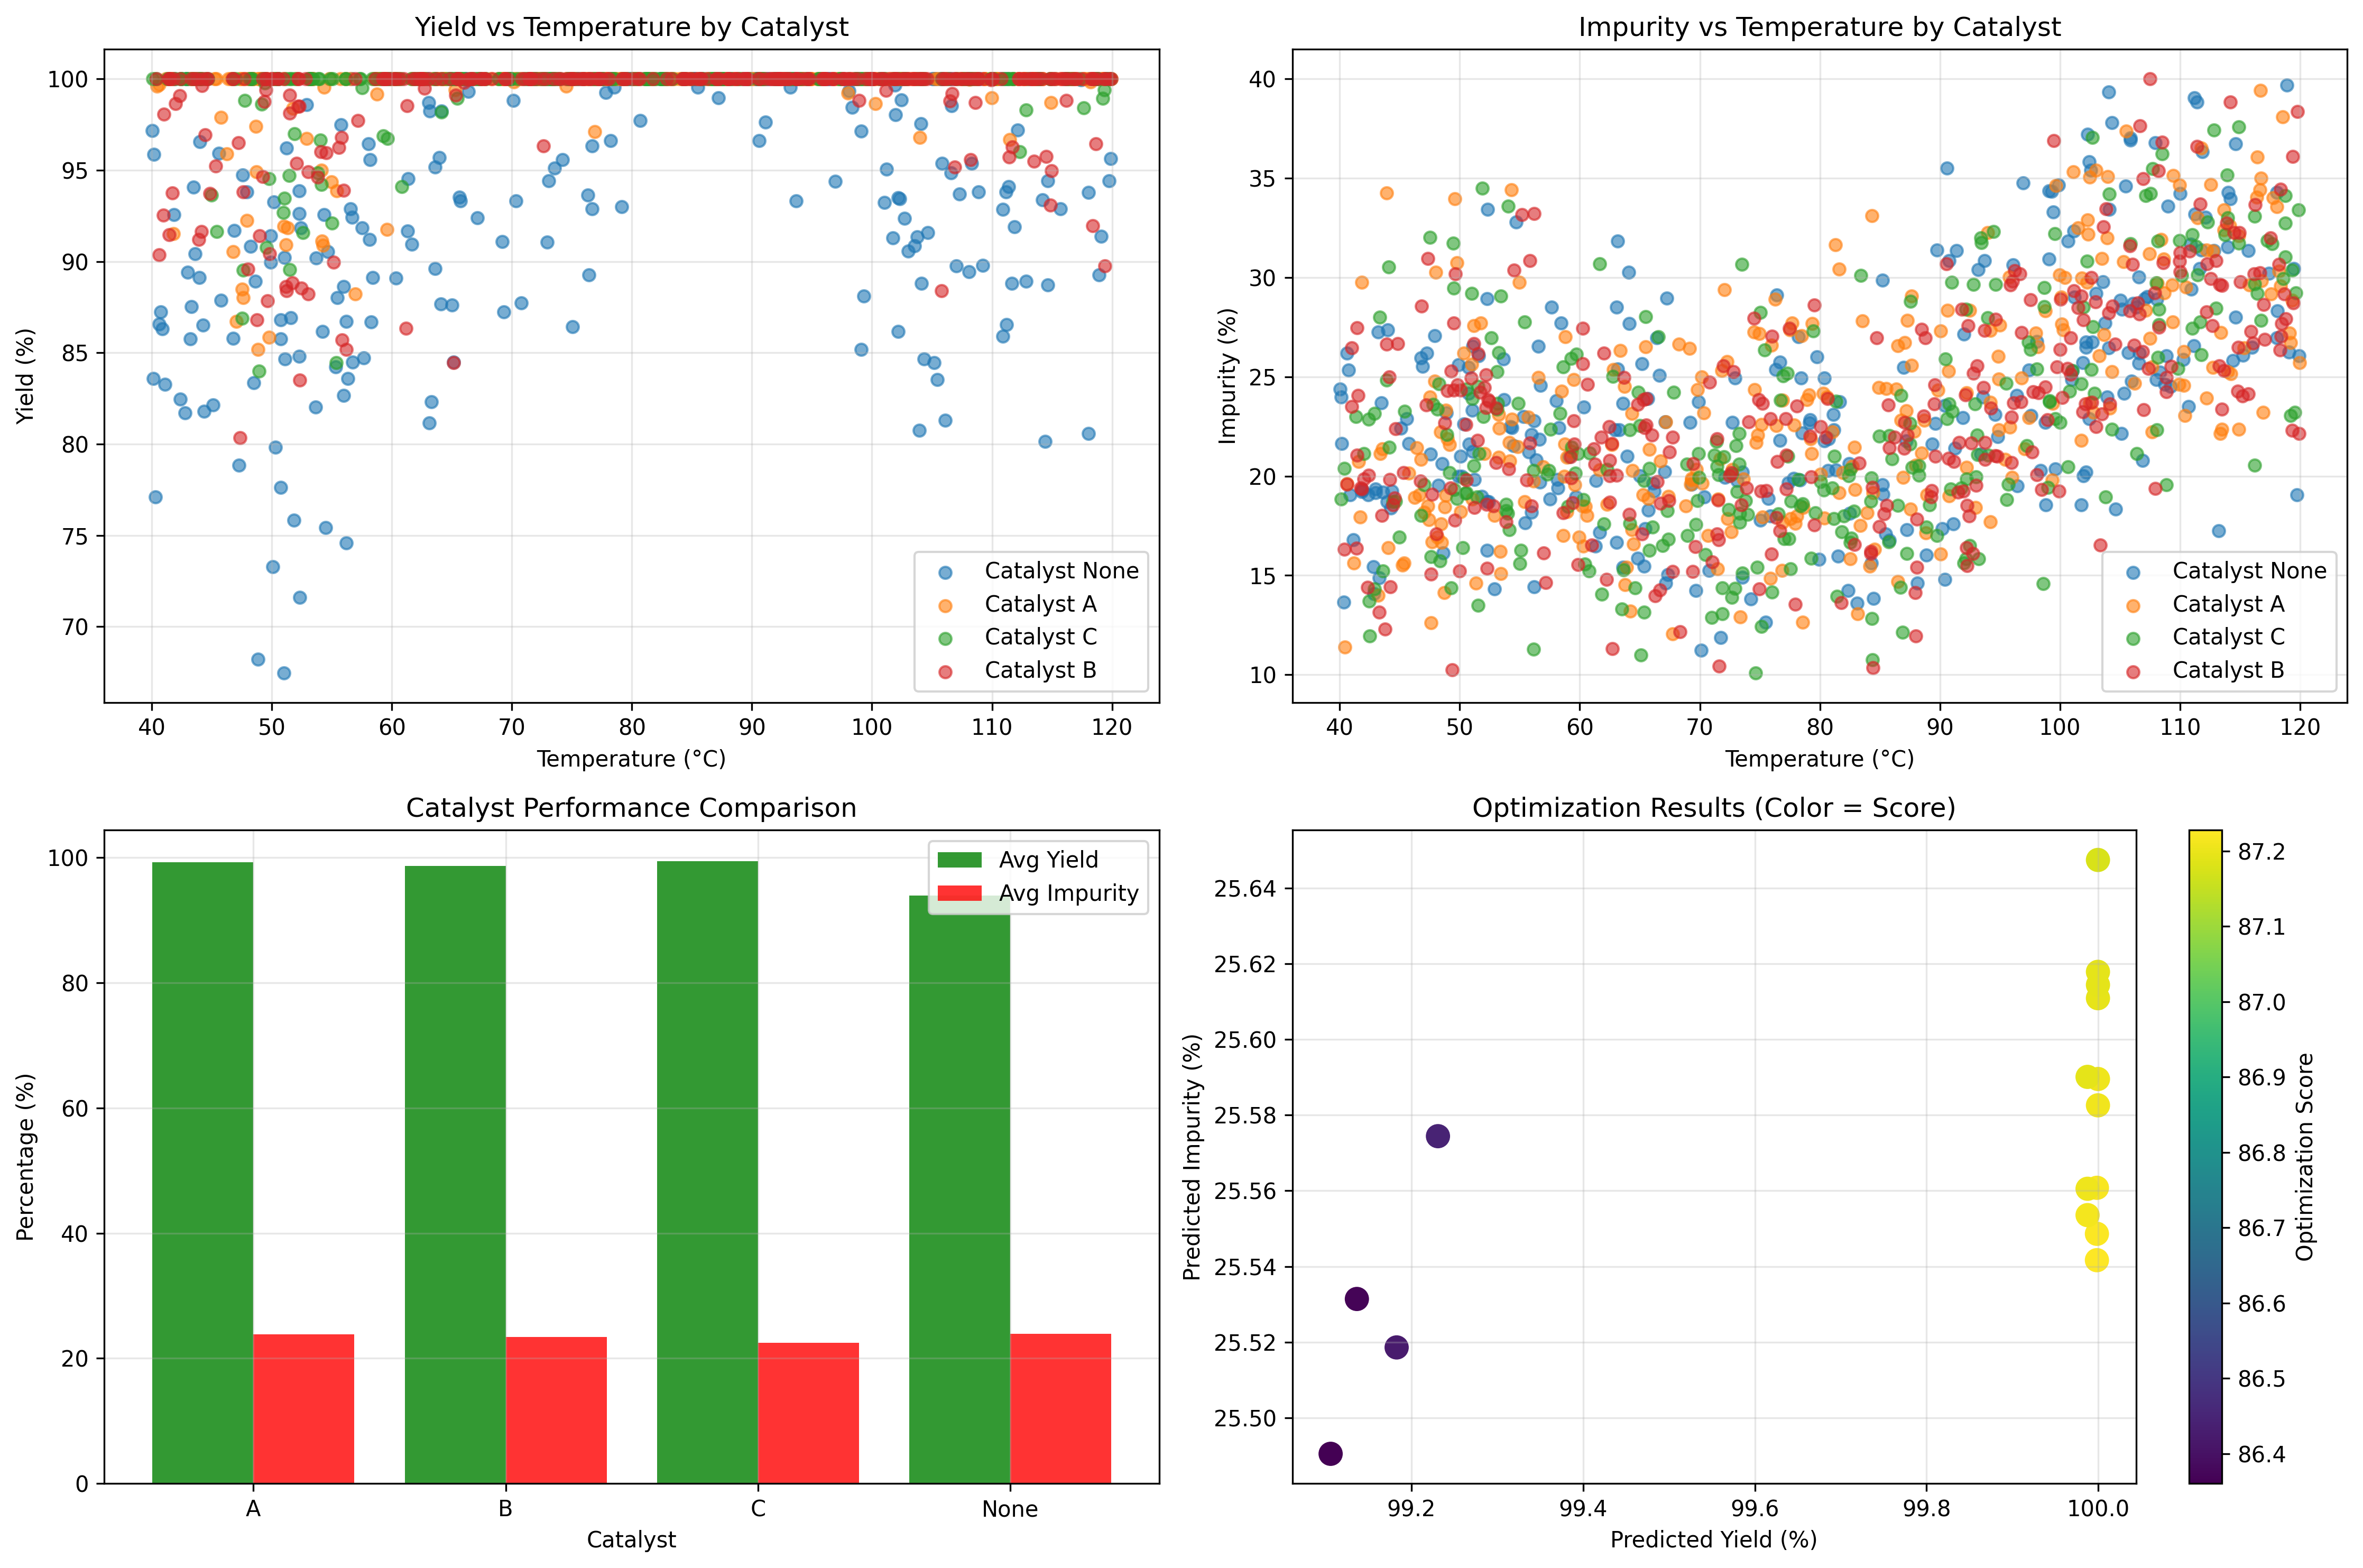 Yield vs Temperature by Catalyst
Yield (%)
100
95
90
85
80
75
70
Catalyst None
Catalyst A
Catalyst C
Catalyst B
40 50 60 70 80 90 100 110 120
Temperature (°C)
Impurity vs Temperature by Catalyst
Impurity (%)
40
35
30
25
20
15
10
Catalyst None
Catalyst A
Catalyst C
Catalyst B
40 50 60 70 80 90 100 110 120
Temperature (°C)
Catalyst Performance Comparison
Percentage (%)
100
80
60
40
20
0
Avg Yield
Avg Impurity
A B C None
Catalyst
Optimization Results (Color = Score)
Predicted Impurity (%)
25.64
25.62
25.60
25.58
25.56
25.54
25.52
25.50
99.2 99.4 99.6 99.8 100.0
Predicted Yield (%)
87.2
87.1
87.0
86.9
86.8
86.7
86.6
86.5
86.4
Optimization Score